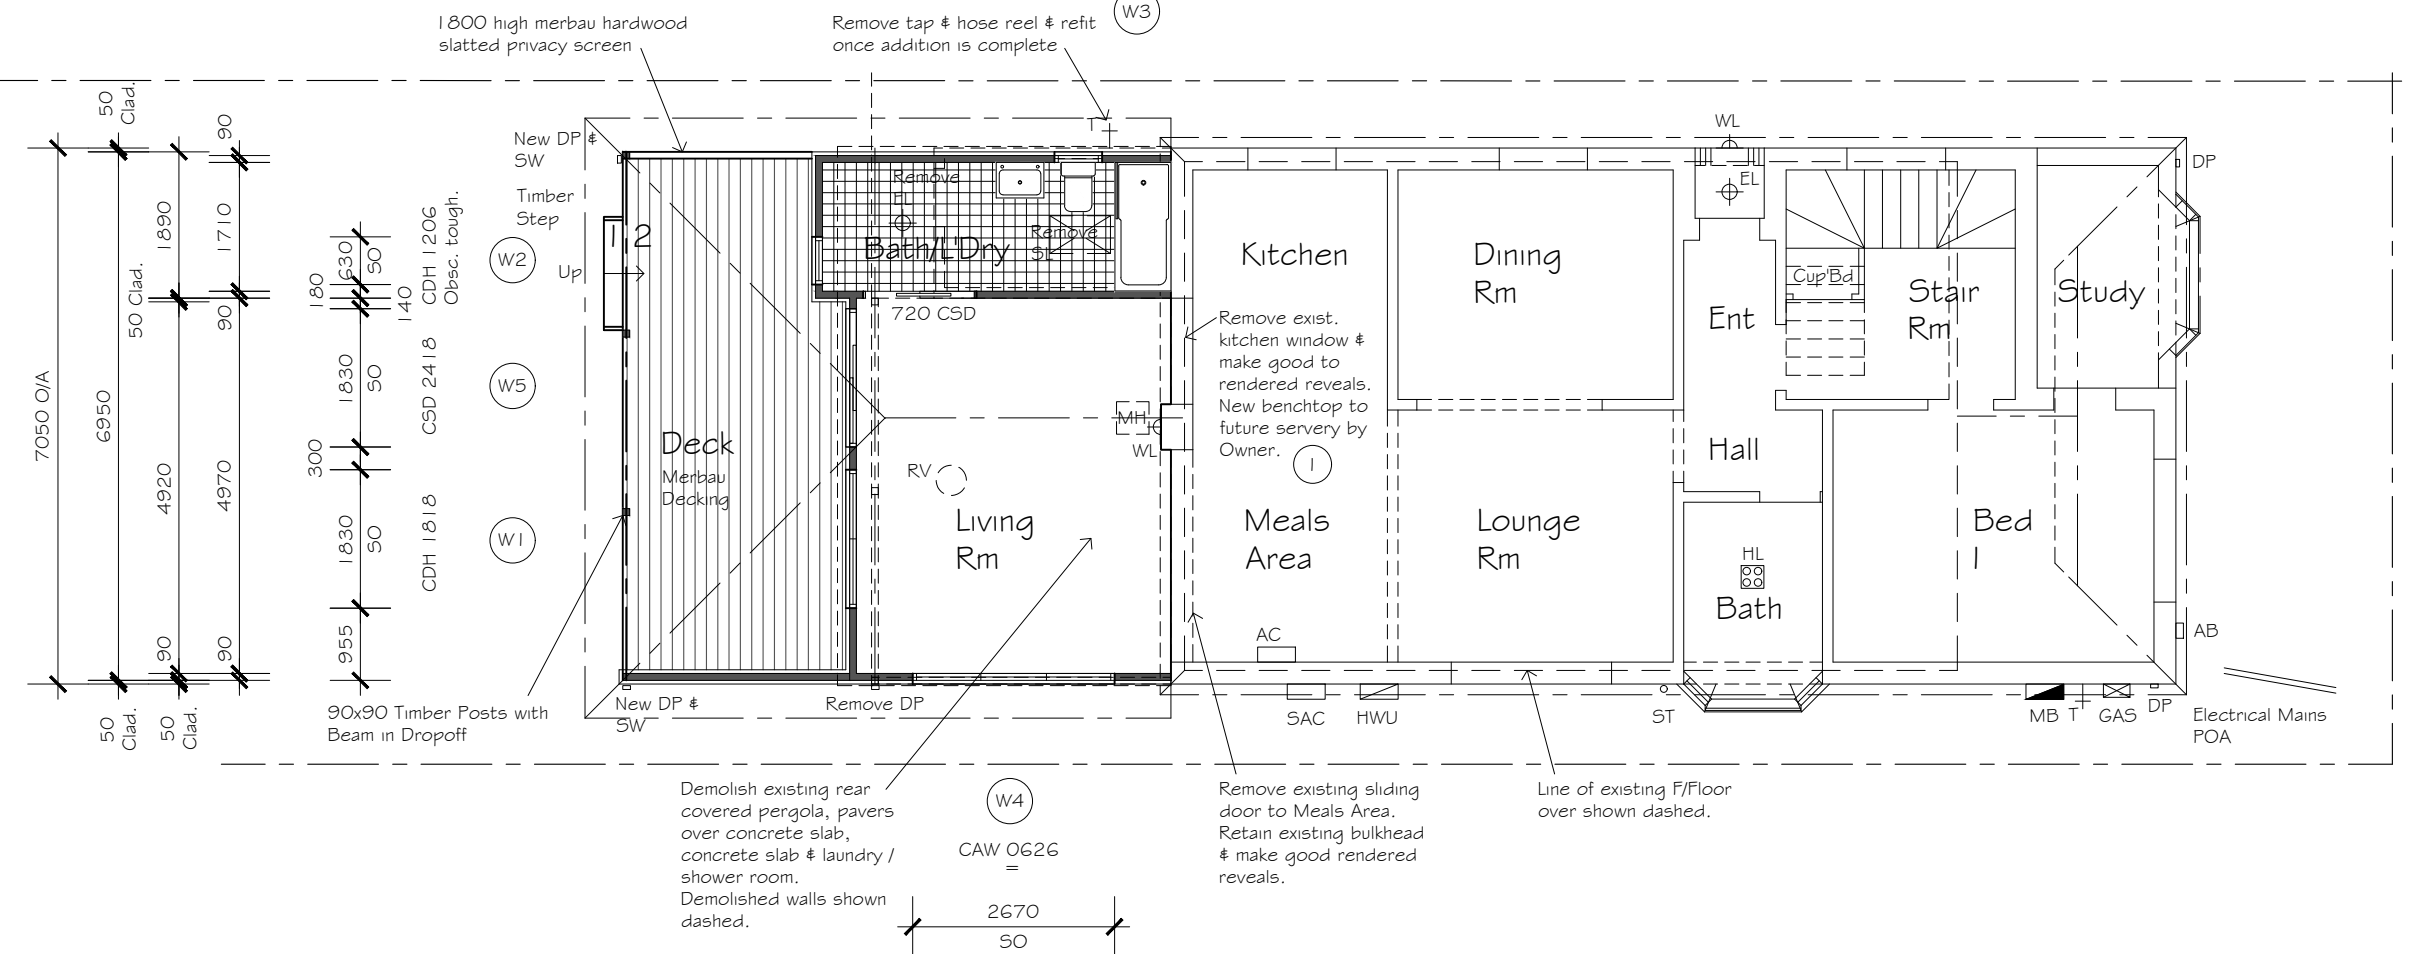 1800 high merbau hardwood
slatted privacy screen
Remove tap & hose reel & refit
once addition is complete
W3
50
Clad.
90
New DP &
SW
T
WL
DP
Timber
Step
Remove
EL
EL
1890
1710
CDH 1206
Obsc. tough.
1 2
Remove
SL
Bath/L'Dry
Kitchen
Dining
Rm
W2
Up
630
SO
180
140
50 Clad.
90
Cup'Bd
Stair
Rm
Study
720 CSD
Ent
Remove exist.
kitchen window &
make good to
rendered reveals.
New benchtop to
future servery by
Owner.
7050 O/A
6950
1830
SO
CSD 2418
W5
MH
WL
Deck
Merbau
Decking
Hall
1
300
4920
4970
RV
Living
Rm
Meals
Area
Lounge
Rm
Bed
1
1830
SO
CDH 1818
W1
HL
Bath
90
90
955
AC
AB
50
Clad.
50
Clad.
90x90 Timber Posts with
Beam in Dropoff
New DP &
SW
Remove DP
SAC
HWU
ST
MB
T
GAS
DP
Electrical Mains
POA
Demolish existing rear
covered pergola, pavers
over concrete slab,
concrete slab & laundry /
shower room.
Demolished walls shown
dashed.
W4
CAW 0626
=
2670
SO
Remove existing sliding
door to Meals Area.
Retain existing bulkhead
& make good rendered
reveals.
Line of existing F/Floor
over shown dashed.